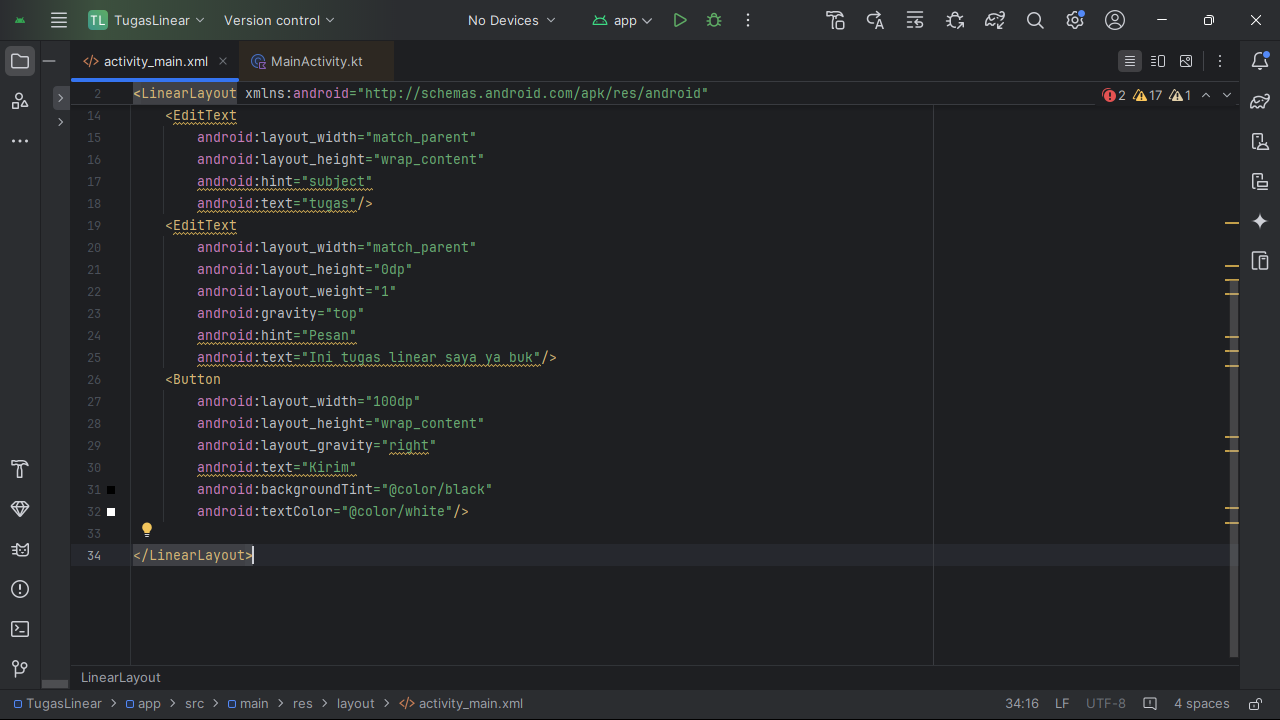 TL TugasLinear Version control No Devices app
activity_main.xml MainActivity.kt
2 <LinearLayout xmlns:android="http://schemas.android.com/apk/res/android" 2 17 1
14 <EditText
15 android:layout_width="match_parent"
16 android:layout_height="wrap_content"
17 android:hint="subject"
18 android:text="tugas"/>
19 <EditText
20 android:layout_width="match_parent"
21 android:layout_height="0dp"
22 android:layout_weight="1"
23 android:gravity="top"
24 android:hint="Pesan"
25 android:text="Ini tugas linear saya ya buk"/>
26 <Button
27 android:layout_width="100dp"
28 android:layout_height="wrap_content"
29 android:layout_gravity="right"
30 android:text="Kirim"
31 android:backgroundTint="@color/black"
32 android:textColor="@color/white"/>
33
34 </LinearLayout>
LinearLayout
TugasLinear > app > src > main > res > layout > activity_main.xml 34:16 LF UTF-8 4 spaces